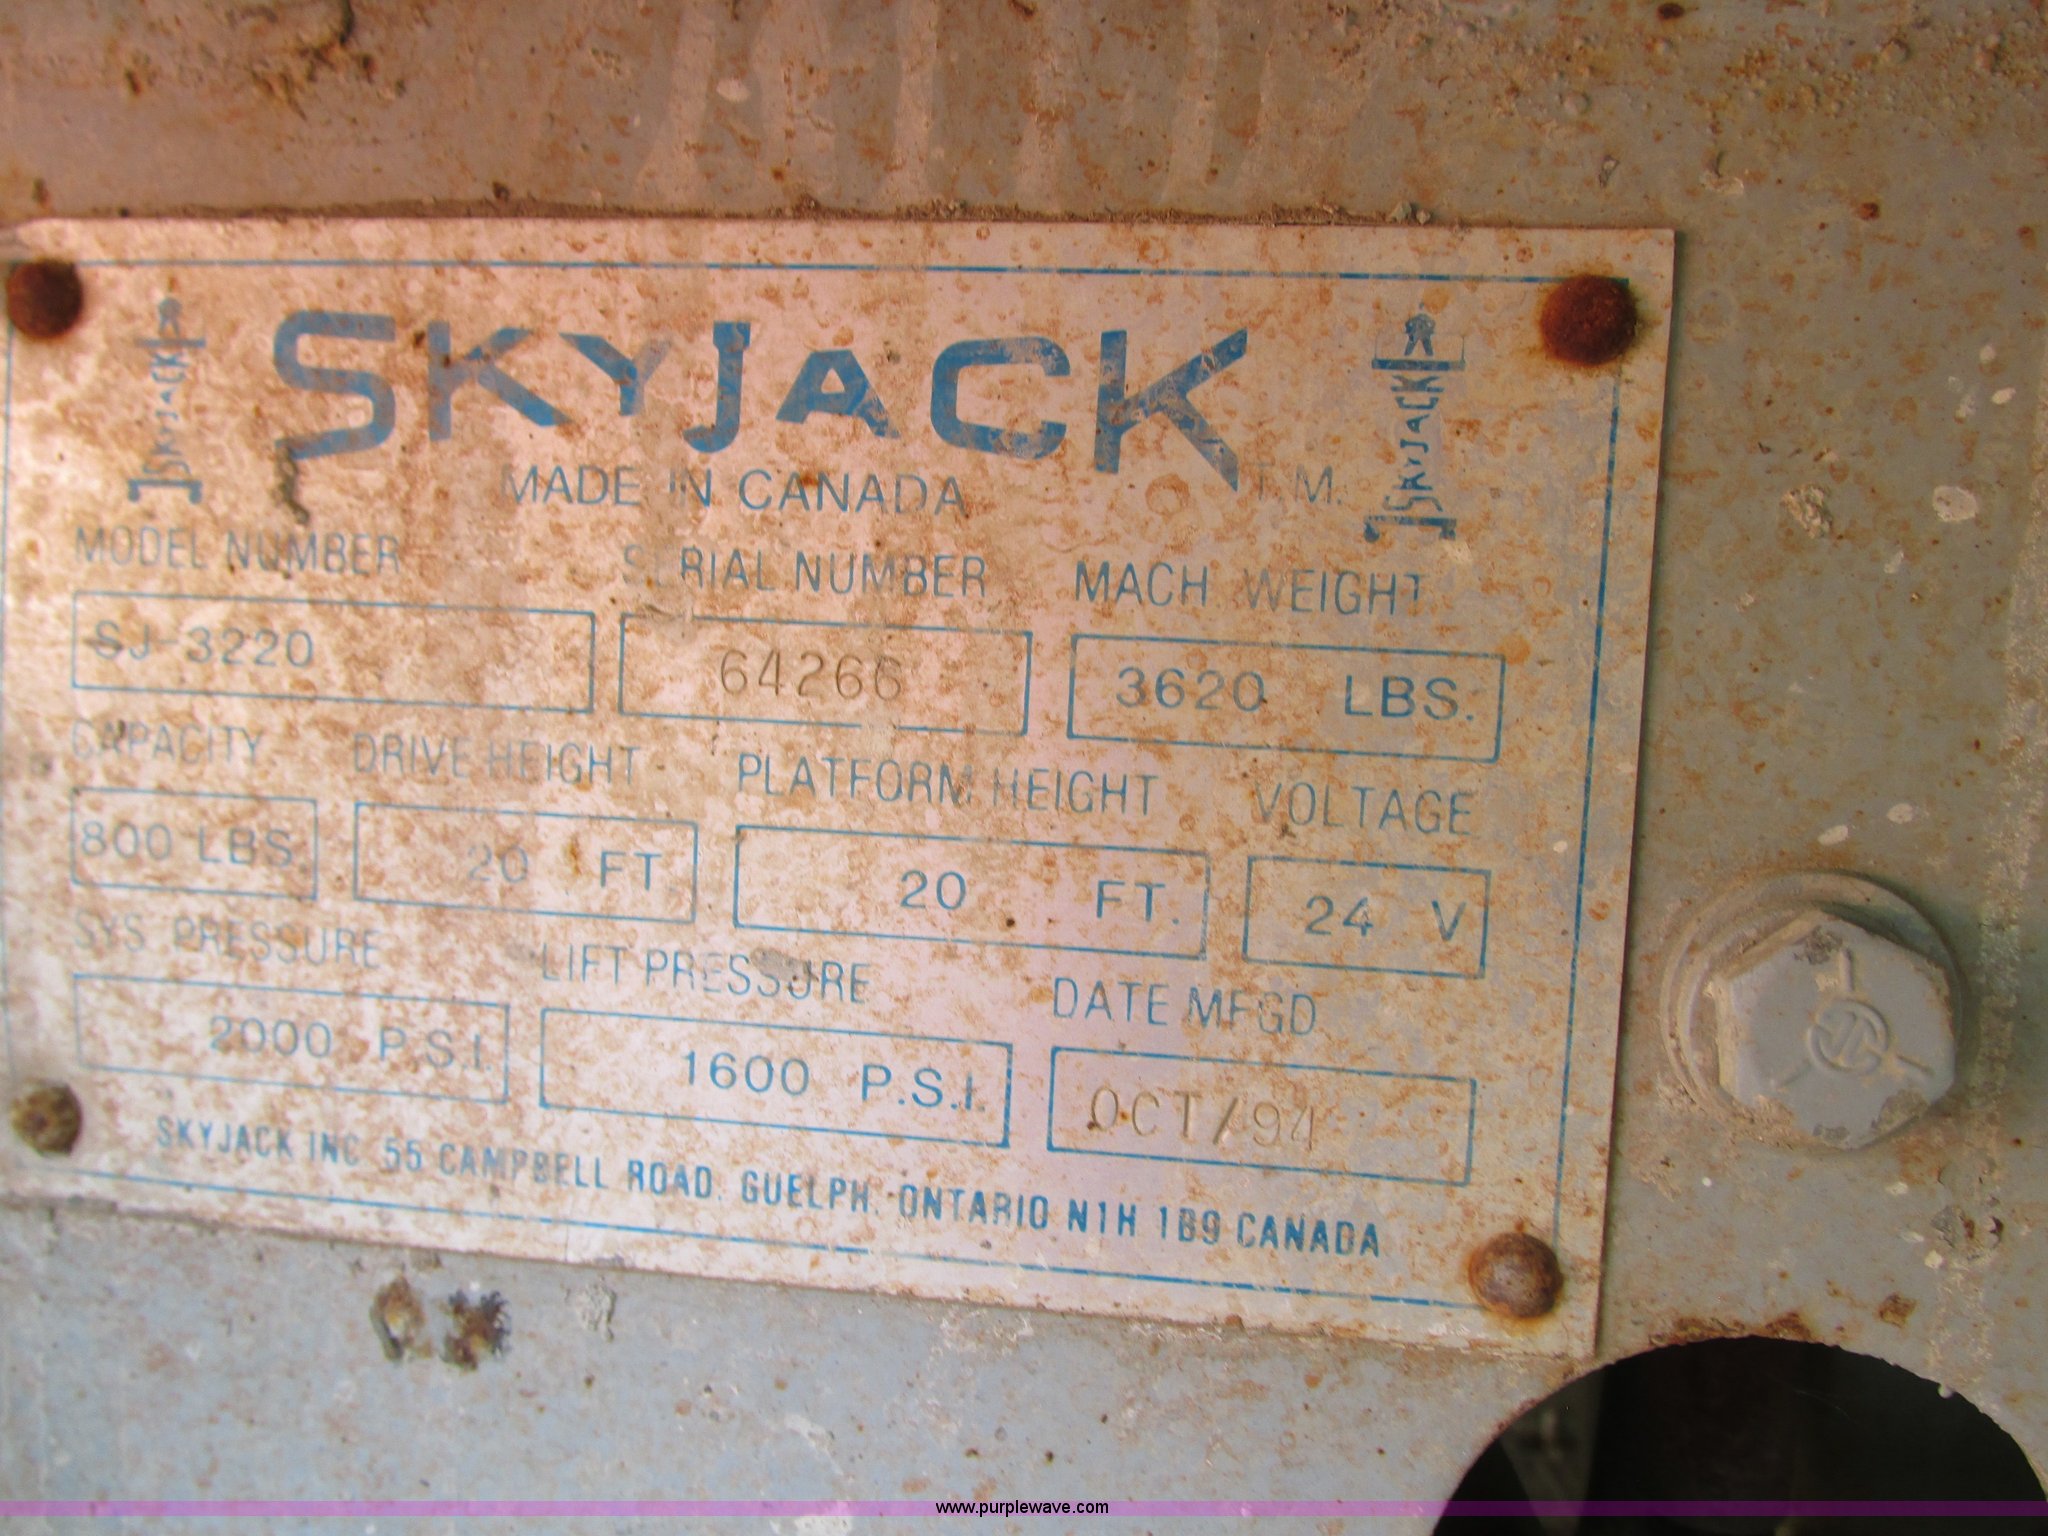 SKYJACK
SKYJACK
SKYJACK
MADE IN CANADA T.M.
MODEL NUMBER SERIAL NUMBER MACH. WEIGHT
SJ-3220 64266 3620 LBS.
CAPACITY DRIVE HEIGHT PLATFORM HEIGHT VOLTAGE
800 LBS. 20 FT. 20 FT. 24 V
SYS PRESSURE LIFT PRESSURE DATE MFGD
2000 P.S.I. 1600 P.S.I. OCT/94
SKYJACK INC 55 CAMPBELL ROAD, GUELPH, ONTARIO N1H 1B9 CANADA
www.purplewave.com